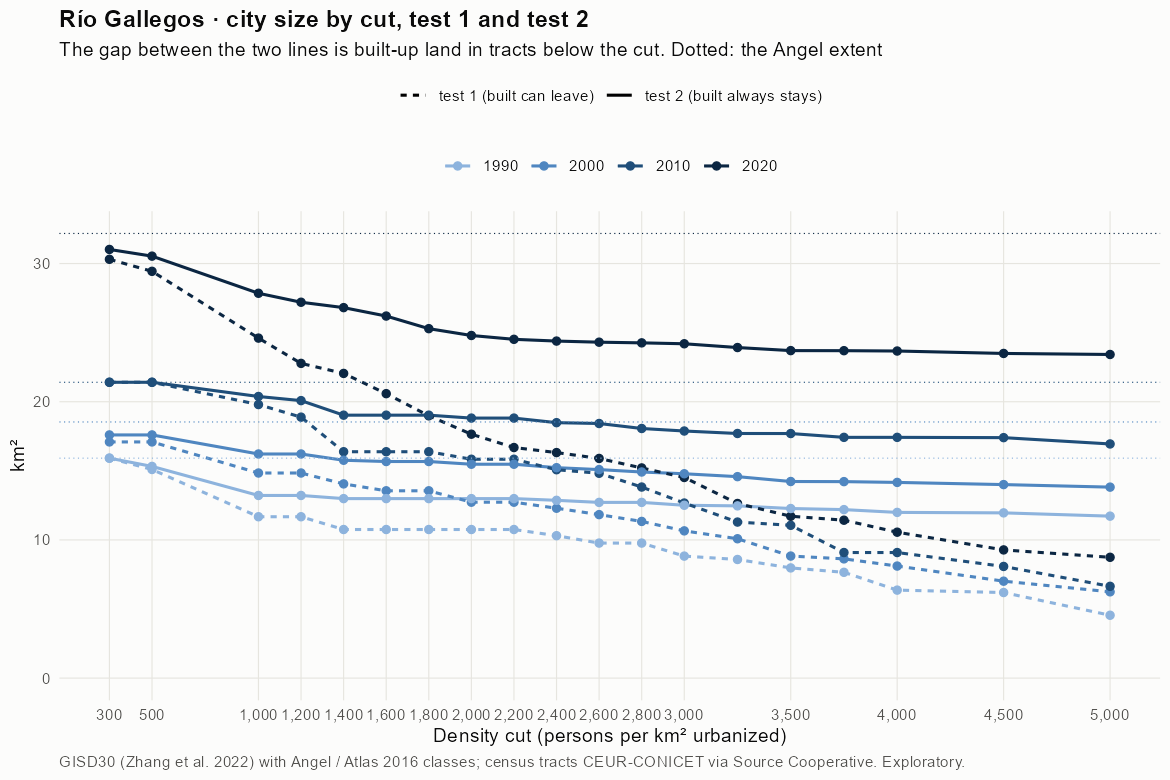 Río Gallegos · city size by cut, test 1 and test 2
The gap between the two lines is built-up land in tracts below the cut. Dotted: the Angel extent
test 1 (built can leave) test 2 (built always stays)
1990 2000 2010 2020
30
20
10
0
km²
300 500 1,000 1,200 1,400 1,600 1,800 2,000 2,200 2,400 2,600 2,800 3,000 3,500 4,000 4,500 5,000
Density cut (persons per km² urbanized)
GISD30 (Zhang et al. 2022) with Angel / Atlas 2016 classes; census tracts CEUR-CONICET via Source Cooperative. Exploratory.